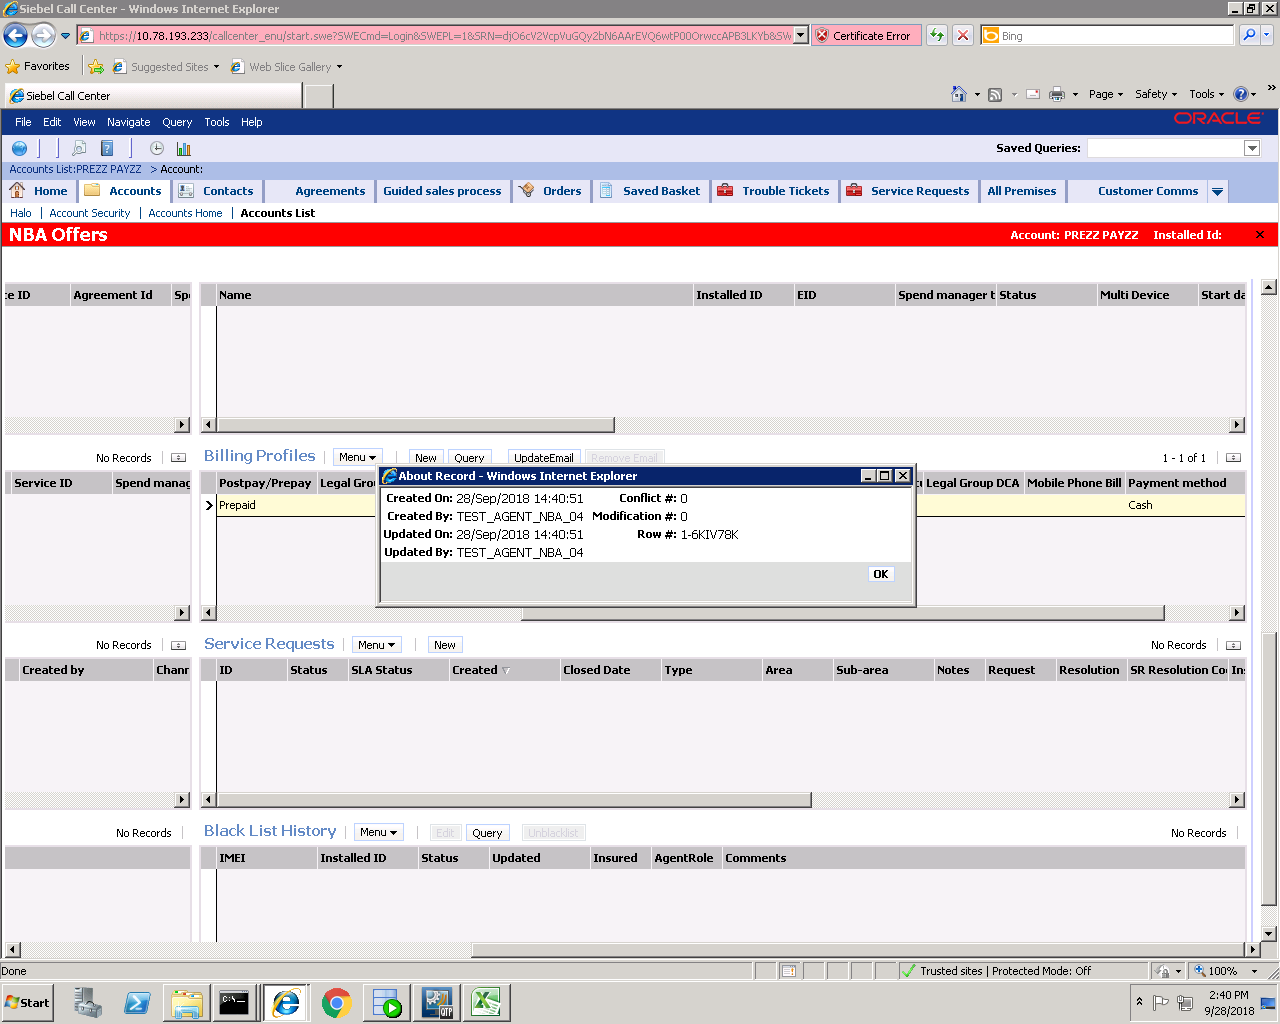 Siebel Call Center - Windows Internet Explorer
https://10.78.193.233/callcenter_enu/start.swe?SWECmd=Login&SWEPL=1&SRN=
Certificate Error
Bing
Favorites
Suggested Sites
Web Slice Gallery
Siebel Call Center
Page
Safety
Tools
File Edit View Navigate Query Tools Help
ORACLE
Saved Queries:
Accounts List:PREZZ PAYZZ > Account:
Home Accounts Contacts Agreements Guided sales process Orders Saved Basket Trouble Tickets Service Requests All Premises Customer Comms
Halo | Account Security | Accounts Home | Accounts List
NBA Offers
Account: PREZZ PAYZZ Installed Id:
ce ID Agreement Id Name Installed ID EID Spend manager t Status Multi Device Start da
No Records
Billing Profiles Menu New Query UpdateEmail Remove Email 1 - 1 of 1
Service ID Spend manag Postpay/Prepay Legal Grou Legal Group DCA Mobile Phone Bill Payment method
Prepaid Cash
About Record - Windows Internet Explorer
Created On: 28/Sep/2018 14:40:51 Conflict #: 0
Created By: TEST_AGENT_NBA_04 Modification #: 0
Updated On: 28/Sep/2018 14:40:51 Row #: 1-6KIV78K
Updated By: TEST_AGENT_NBA_04
OK
No Records
Service Requests Menu New No Records
Created by Chann ID Status SLA Status Created Closed Date Type Area Sub-area Notes Request Resolution SR Resolution Co Ins
No Records
Black List History Menu Edit Query Unblacklist No Records
IMEI Installed ID Status Updated Insured AgentRole Comments
Done
Trusted sites | Protected Mode: Off
100%
Start
C:\
QTP
2:40 PM
9/28/2018